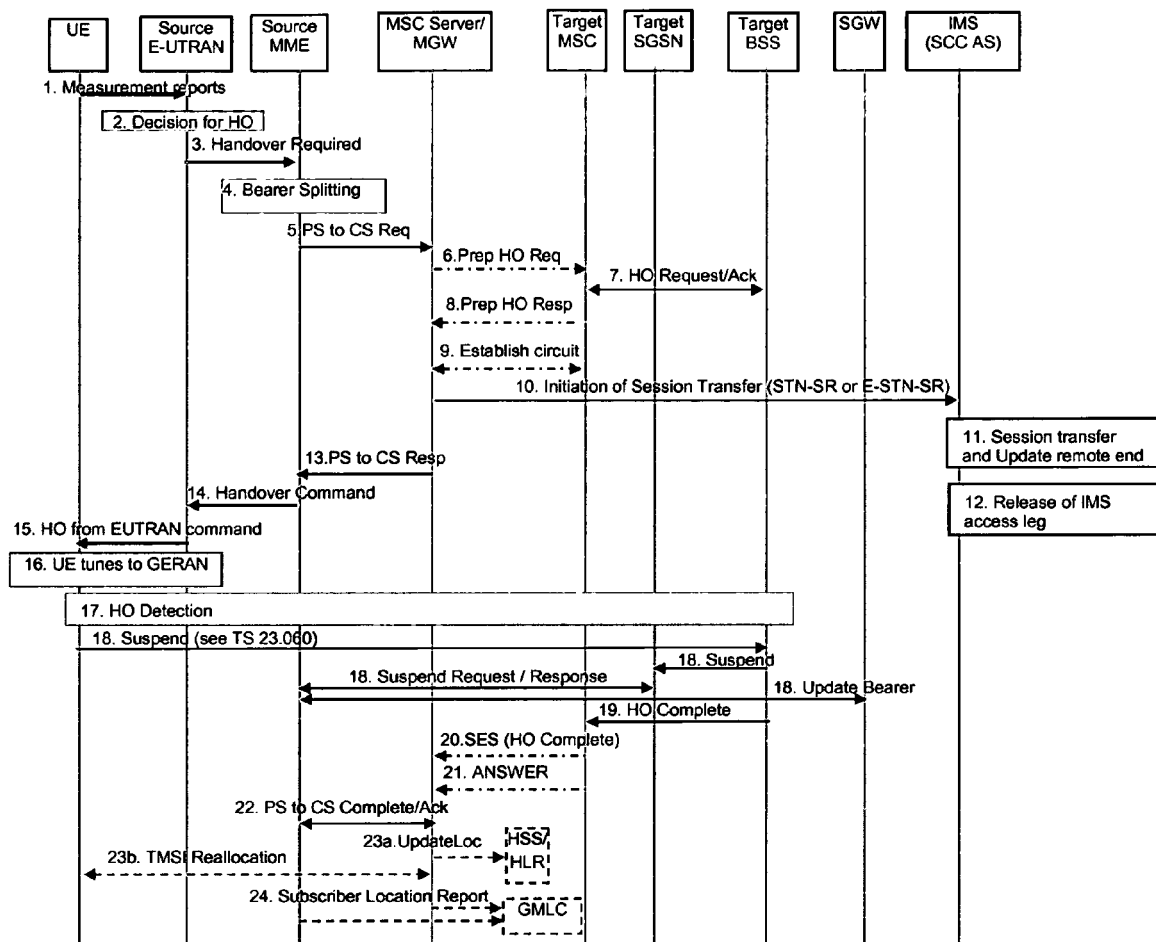 UE
Source
E-UTRAN
Source
MME
MSC Server/
MGW
Target
MSC
Target
SGSN
Target
BSS
SGW
IMS
(SCC AS)
1. Measurement reports
2. Decision for HO
3. Handover Required
4. Bearer Splitting
5.PS to CS Req
6.Prep HO Req
7. HO Request/Ack
8.Prep HO Resp
9. Establish circuit
10. Initiation of Session Transfer (STN-SR or E-STN-SR)
11. Session transfer
and Update remote end
13.PS to CS Resp
14. Handover Command
12. Release of IMS
access leg
15. HO from EUTRAN command
16. UE tunes to GERAN
17. HO Detection
18. Suspend (see TS 23.060)
18. Suspend
18. Suspend Request / Response
18. Update Bearer
19. HO Complete
20.SES (HO Complete)
21. ANSWER
22. PS to CS Complete/Ack
23a.UpdateLoc
HSS/
HLR
23b. TMSI Reallocation
24. Subscriber Location Report
GMLC